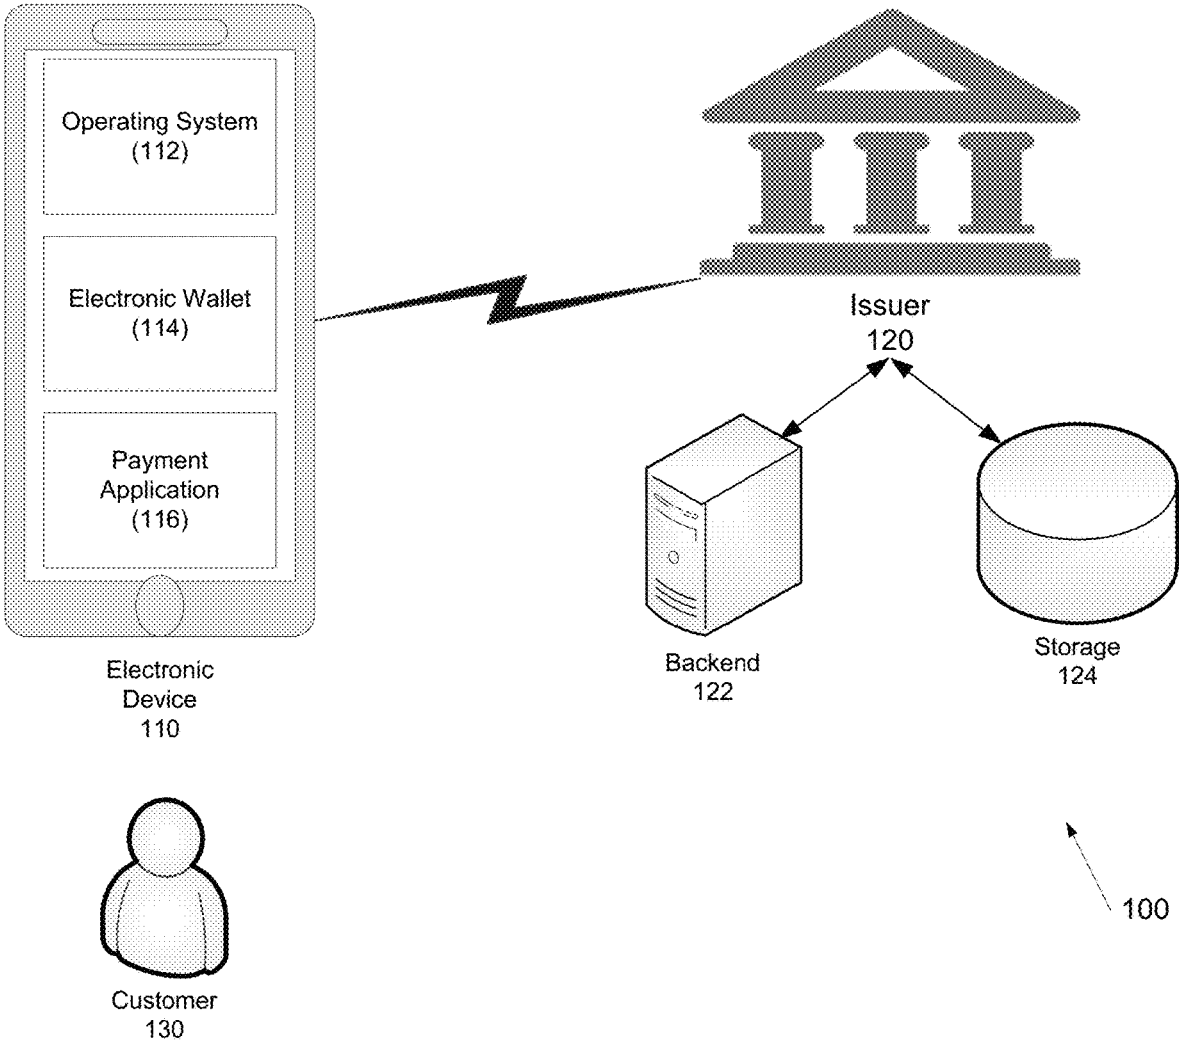 Operating System
(112)
Electronic Wallet
(114)
Payment
Application
(116)
Electronic
Device
110
Issuer
120
Backend
122
Storage
124
Customer
130
100